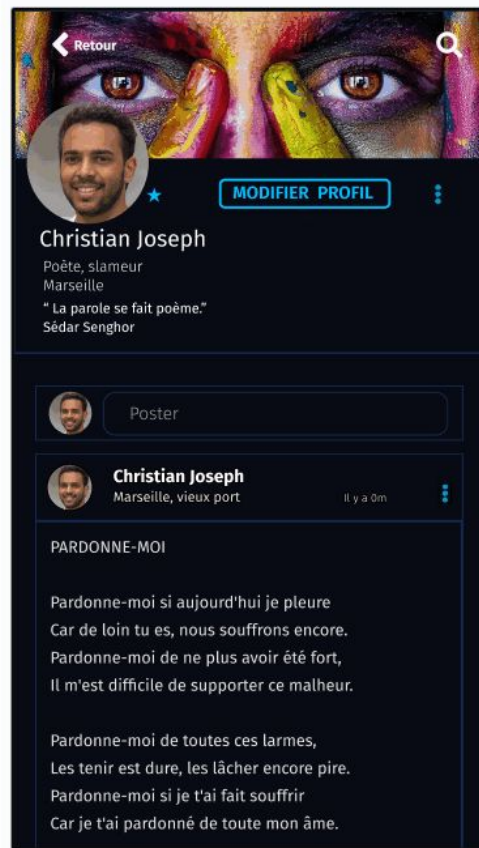 Retour
MODIFIER PROFIL
Christian Joseph
Poète, slameur
Marseille
“ La parole se fait poème.”
Sédar Senghor
Poster
Christian Joseph
Marseille, vieux port
Il y a 0m
PARDONNE-MOI
Pardonne-moi si aujourd'hui je pleure
Car de loin tu es, nous souffrons encore.
Pardonne-moi de ne plus avoir été fort,
Il m'est difficile de supporter ce malheur.
Pardonne-moi de toutes ces larmes,
Les tenir est dure, les lâcher encore pire.
Pardonne-moi si je t'ai fait souffrir
Car je t'ai pardonné de toute mon âme.